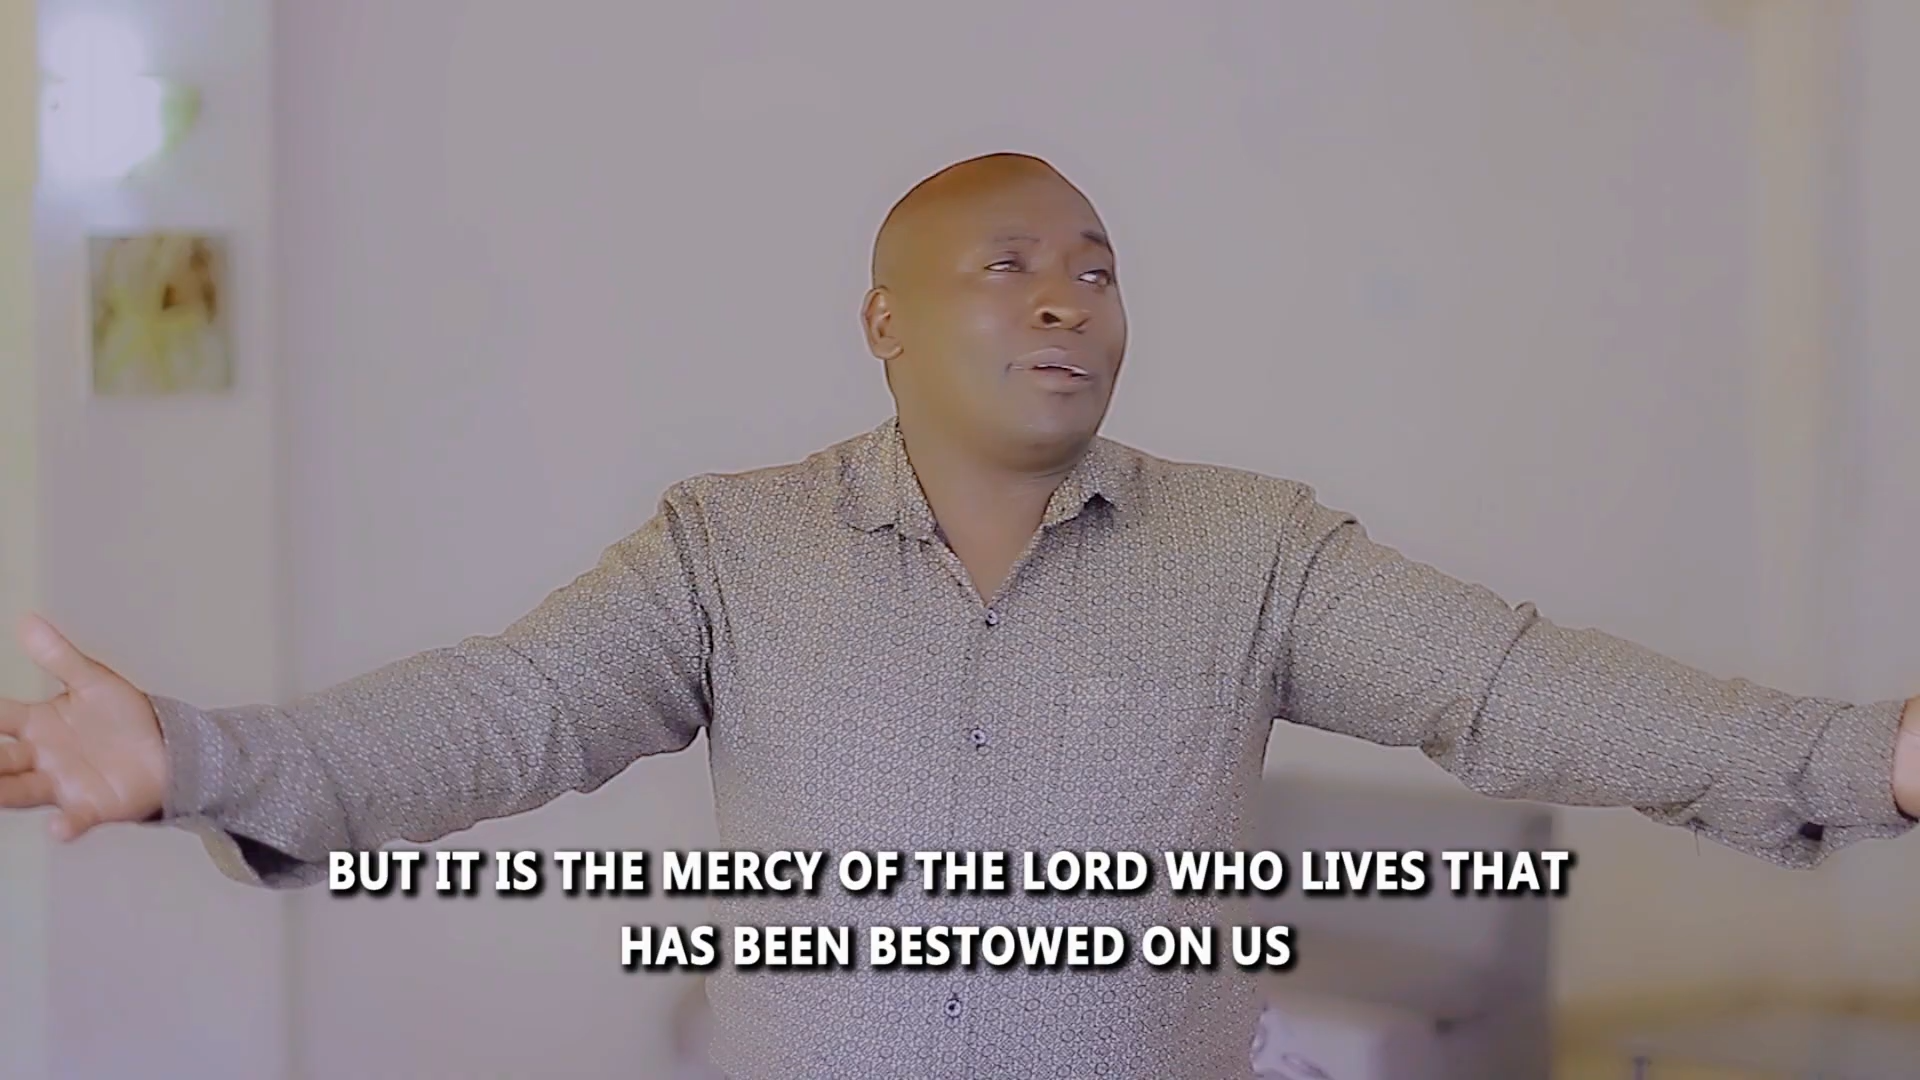 BUT IT IS THE MERCY OF THE LORD WHO LIVES THAT
HAS BEEN BESTOWED ON US